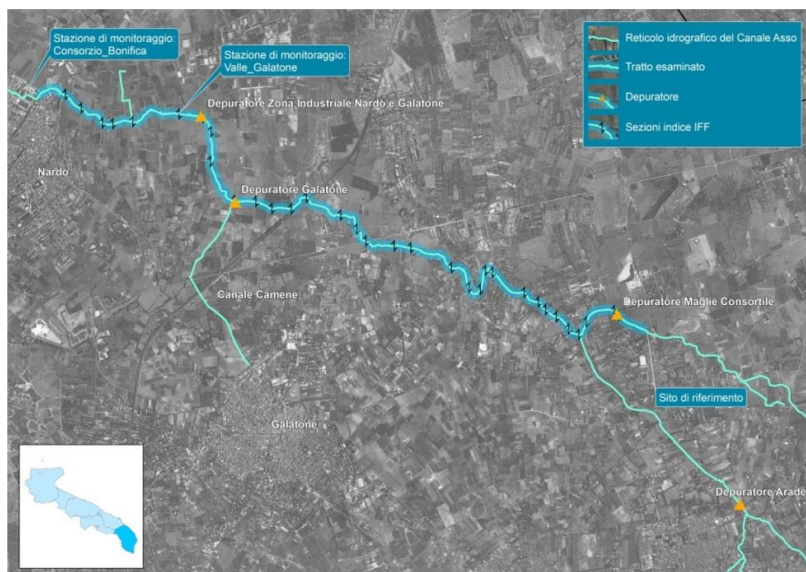 Stazione di monitoraggio:
Consorzio_Bonifica
Stazione di monitoraggio:
Valle_Galatone
Reticolo idrografico del Canale Asso
Tratto esaminato
Depuratore
Sezioni indice IFF
Depuratore Zona Industriale Nardò e Galatone
Nardò
Depuratore Galatone
Canale Camene
Depuratore Maglie Consortile
Sito di riferimento
Galatone
Depuratore Arade